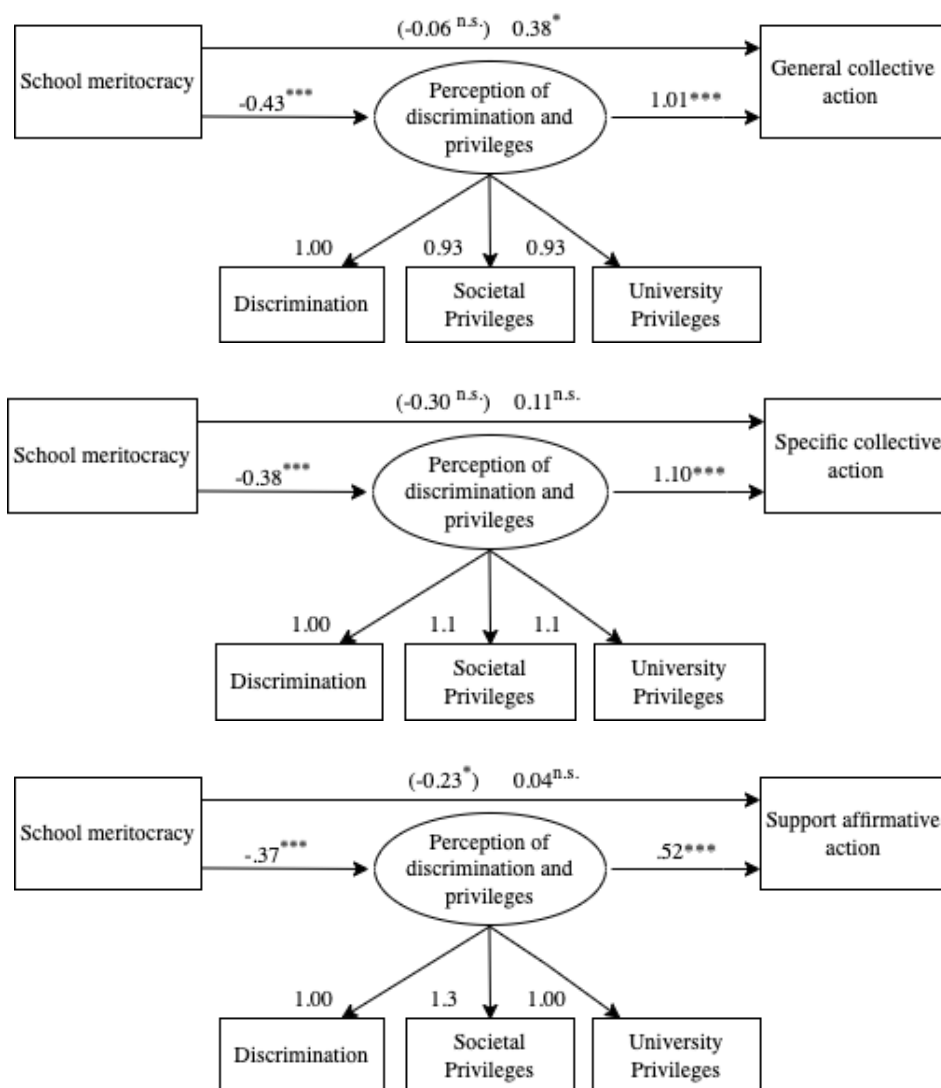 (-0.06 n.s.) 0.38*
School meritocracy
General collective
action
-0.43***
Perception of
discrimination and
privileges
1.01***
1.00
0.93
0.93
Discrimination
Societal
Privileges
University
Privileges
(-0.30 n.s.) 0.11n.s.
School meritocracy
Specific collective
action
-0.38***
Perception of
discrimination and
privileges
1.10***
1.00
1.1
1.1
Discrimination
Societal
Privileges
University
Privileges
(-0.23*) 0.04n.s.
School meritocracy
Support affirmative
action
-.37***
Perception of
discrimination and
privileges
.52***
1.00
1.3
1.00
Discrimination
Societal
Privileges
University
Privileges